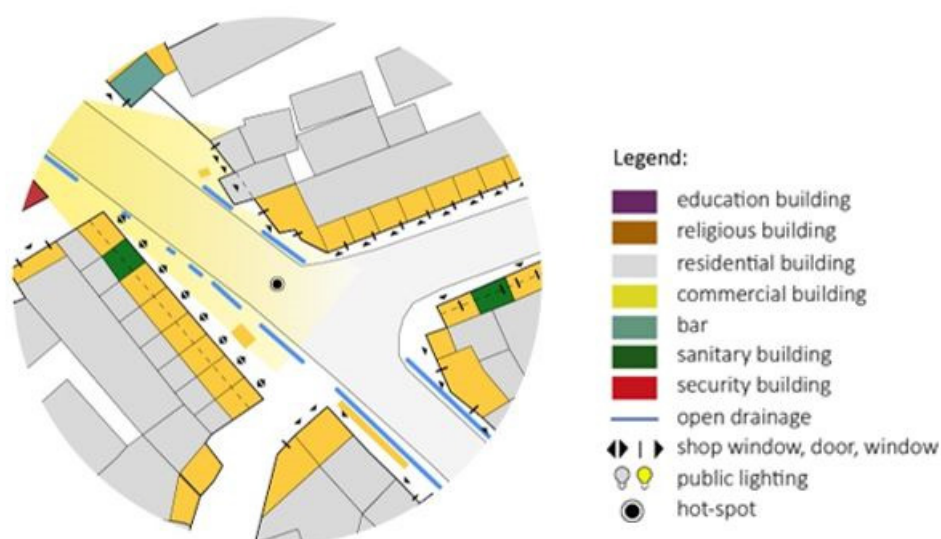 Legend:
education building
religious building
residential building
commercial building
bar
sanitary building
security building
open drainage
shop window, door, window
public lighting
hot-spot